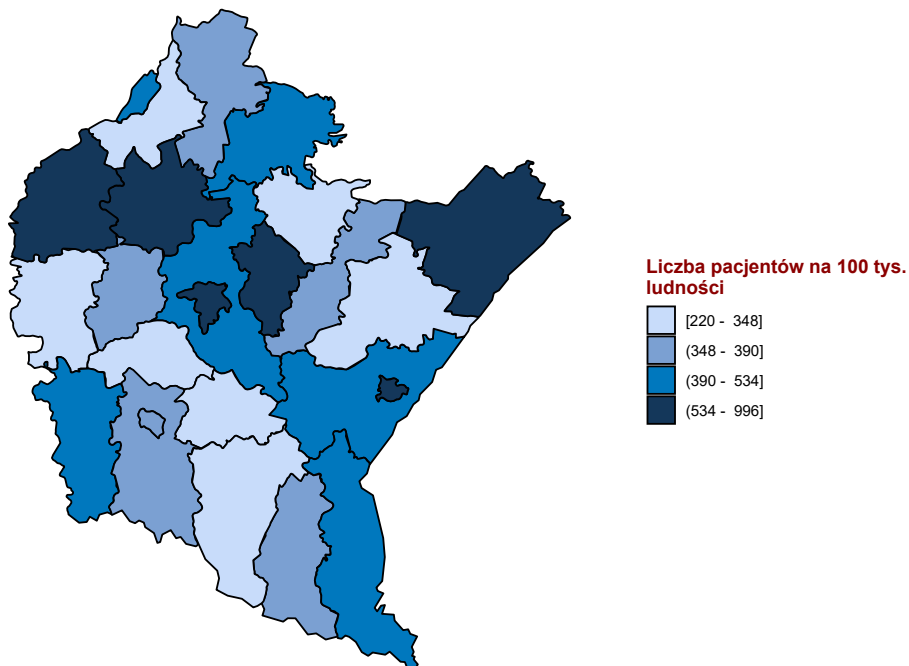 Liczba pacjentów na 100 tys.
ludności
[220 - 348]
(348 - 390]
(390 - 534]
(534 - 996]